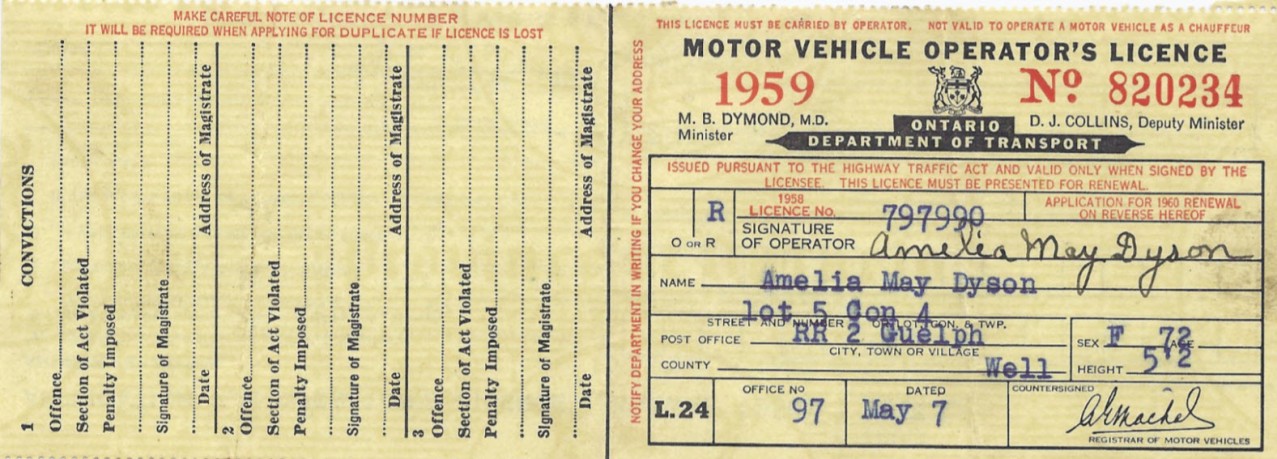 MAKE CAREFUL NOTE OF LICENCE NUMBER
IT WILL BE REQUIRED WHEN APPLYING FOR DUPLICATE IF LICENCE IS LOST
CONVICTIONS
1
Offence
Section of Act Violated
Penalty Imposed
Signature of Magistrate
Date
Address of Magistrate
2
Offence
Section of Act Violated
Penalty Imposed
Signature of Magistrate
Date
Address of Magistrate
3
Offence
Section of Act Violated
Penalty Imposed
Signature of Magistrate
Date
Address of Magistrate
NOTIFY DEPARTMENT IN WRITING IF YOU CHANGE YOUR ADDRESS
THIS LICENCE MUST BE CARRIED BY OPERATOR. NOT VALID TO OPERATE A MOTOR VEHICLE AS A CHAUFFEUR
MOTOR VEHICLE OPERATOR'S LICENCE
1959 Nº 820234
M. B. DYMOND, M.D.
Minister
D. J. COLLINS, Deputy Minister
ONTARIO
DEPARTMENT OF TRANSPORT
ISSUED PURSUANT TO THE HIGHWAY TRAFFIC ACT AND VALID ONLY WHEN SIGNED BY THE
LICENSEE. THIS LICENCE MUST BE PRESENTED FOR RENEWAL.
R
O OR R
1958
LICENCE No. 797990
APPLICATION FOR 1960 RENEWAL
ON REVERSE HEREOF
SIGNATURE
OF OPERATOR Amelia May Dyson
NAME Amelia May Dyson
lot 5 Con 4
STREET AND NUMBER OR LOT, CON. & TWP.
POST OFFICE RR 2 Guelph
CITY, TOWN OR VILLAGE
SEX F 72 AGE
COUNTY Well
HEIGHT 5'2
L.24
OFFICE NO
97
DATED
May 7
COUNTERSIGNED
REGISTRAR OF MOTOR VEHICLES